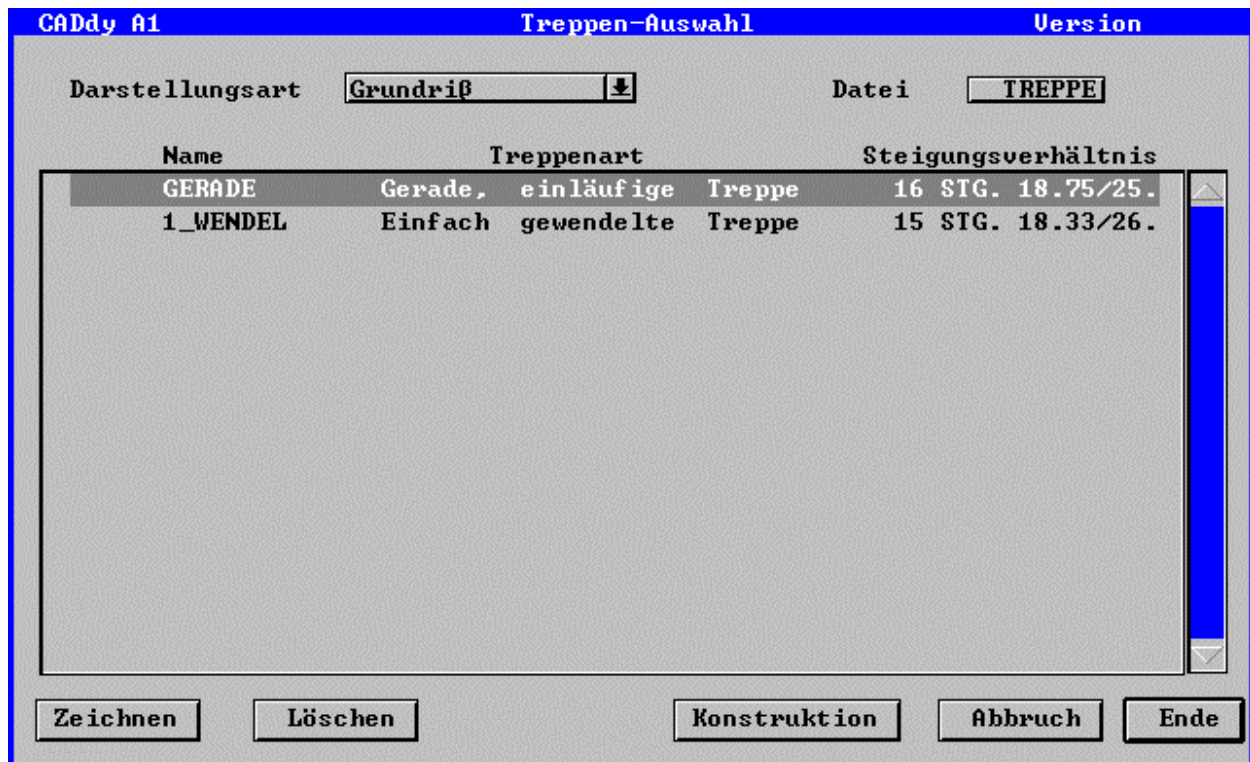 CADdy A1 Treppen-Auswahl Version
Darstellungsart Grundriß Datei TREPPE
Name Treppenart Steigungsverhältnis
GERADE Gerade, einläufige Treppe 16 STG. 18.75/25.
1_WENDEL Einfach gewendelte Treppe 15 STG. 18.33/26.
Zeichnen Löschen Konstruktion Abbruch Ende